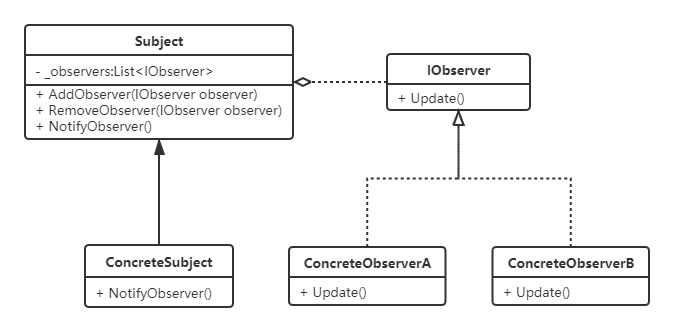 Subject
- _observers:List<IObserver>
+ AddObserver(IObserver observer)
+ RemoveObserver(IObserver observer)
+ NotifyObserver()
IObserver
+ Update()
ConcreteSubject
+ NotifyObserver()
ConcreteObserverA
+ Update()
ConcreteObserverB
+ Update()